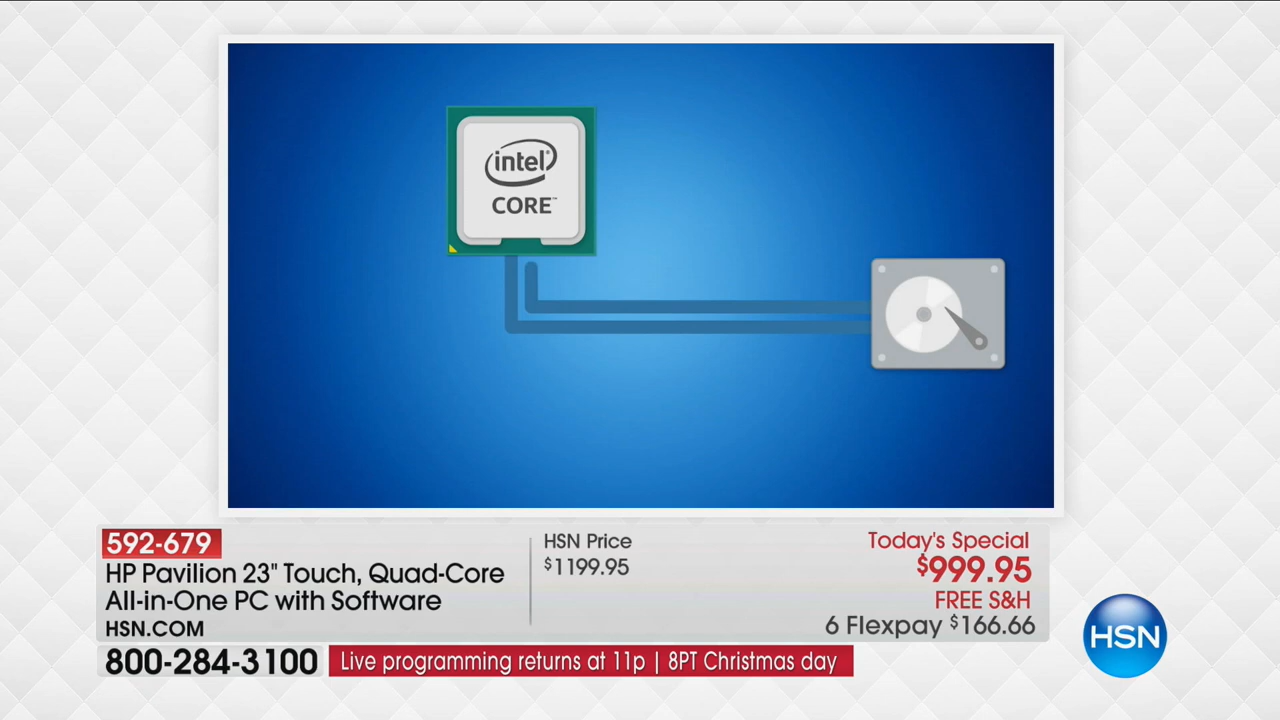 intel®
CORE™
592-679
HP Pavilion 23" Touch, Quad-Core
All-in-One PC with Software
HSN.COM
800-284-3100
HSN Price
$1199.95
Today's Special
$999.95
FREE S&H
6 Flexpay $166.66
Live programming returns at 11p | 8PT Christmas day
HSN